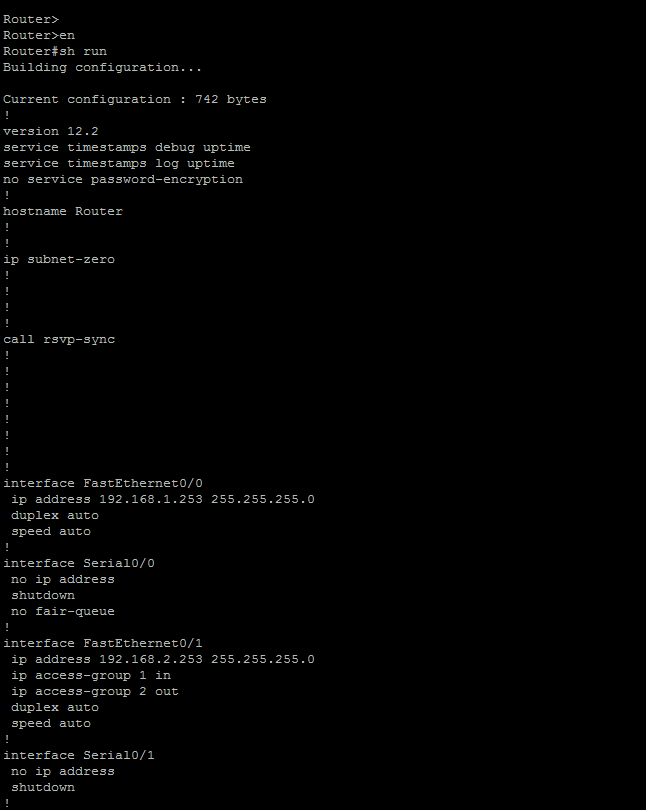 Router>
Router>en
Router#sh run
Building configuration...
Current configuration : 742 bytes
!
version 12.2
service timestamps debug uptime
service timestamps log uptime
no service password-encryption
!
hostname Router
!
!
ip subnet-zero
!
!
!
!
call rsvp-sync
!
!
!
!
!
!
!
!
interface FastEthernet0/0
 ip address 192.168.1.253 255.255.255.0
 duplex auto
 speed auto
!
interface Serial0/0
 no ip address
 shutdown
 no fair-queue
!
interface FastEthernet0/1
 ip address 192.168.2.253 255.255.255.0
 ip access-group 1 in
 ip access-group 2 out
 duplex auto
 speed auto
!
interface Serial0/1
 no ip address
 shutdown
!